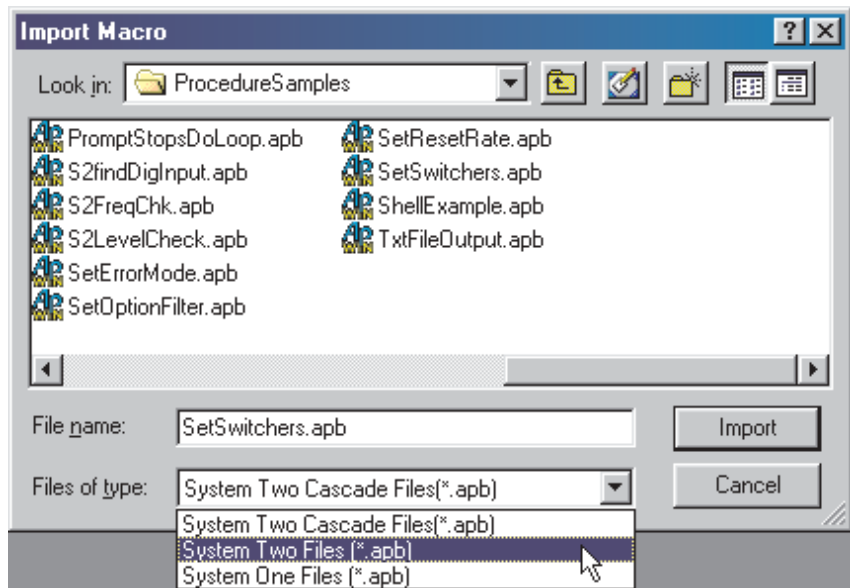 Import Macro
Look in: ProcedureSamples
PromptStopsDoLoop.apb
S2findDigInput.apb
S2FreqChk.apb
S2LevelCheck.apb
SetErrorMode.apb
SetOptionFilter.apb
SetResetRate.apb
SetSwitchers.apb
ShellExample.apb
TxtFileOutput.apb
File name: SetSwitchers.apb
Import
Files of type: System Two Cascade Files(*.apb)
Cancel
System Two Cascade Files(*.apb)
System Two Files (*.apb)
System One Files (*.apb)